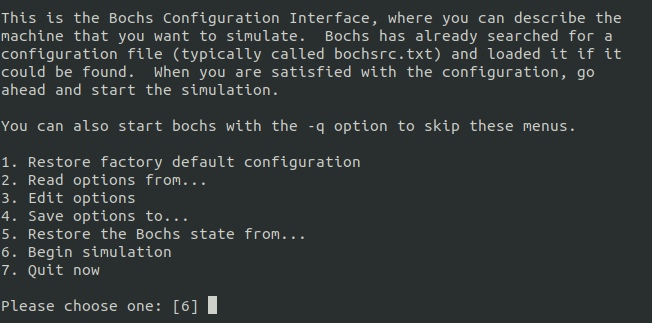 This is the Bochs Configuration Interface, where you can describe the
machine that you want to simulate.  Bochs has already searched for a
configuration file (typically called bochsrc.txt) and loaded it if it
could be found.  When you are satisfied with the configuration, go
ahead and start the simulation.
You can also start bochs with the -q option to skip these menus.
1. Restore factory default configuration
2. Read options from...
3. Edit options
4. Save options to...
5. Restore the Bochs state from...
6. Begin simulation
7. Quit now
Please choose one: [6]